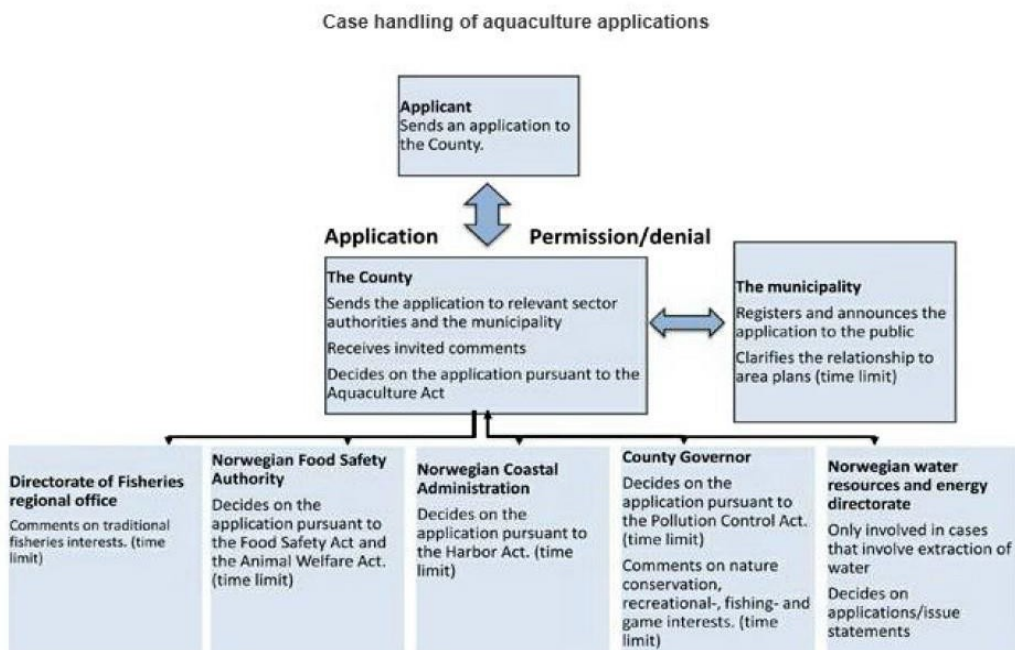 Case handling of aquaculture applications
Applicant
Sends an application to
the County.
Application
Permission/denial
The County
Sends the application to relevant sector
authorities and the municipality
Receives invited comments
Decides on the application pursuant to the
Aquaculture Act
The municipality
Registers and announces the
application to the public
Clarifies the relationship to
area plans (time limit)
Directorate of Fisheries
regional office
Comments on traditional
fisheries interests. (time
limit)
Norwegian Food Safety
Authority
Decides on the
application pursuant to
the Food Safety Act and
the Animal Welfare Act.
(time limit)
Norwegian Coastal
Administration
Decides on the
application pursuant to
the Harbor Act. (time
limit)
County Governor
Decides on the
application pursuant to
the Pollution Control Act.
(time limit)
Comments on nature
conservation,
recreational-, fishing- and
game interests. (time
limit)
Norwegian water
resources and energy
directorate
Only involved in cases
that involve extraction of
water
Decides on
applications/issue
statements